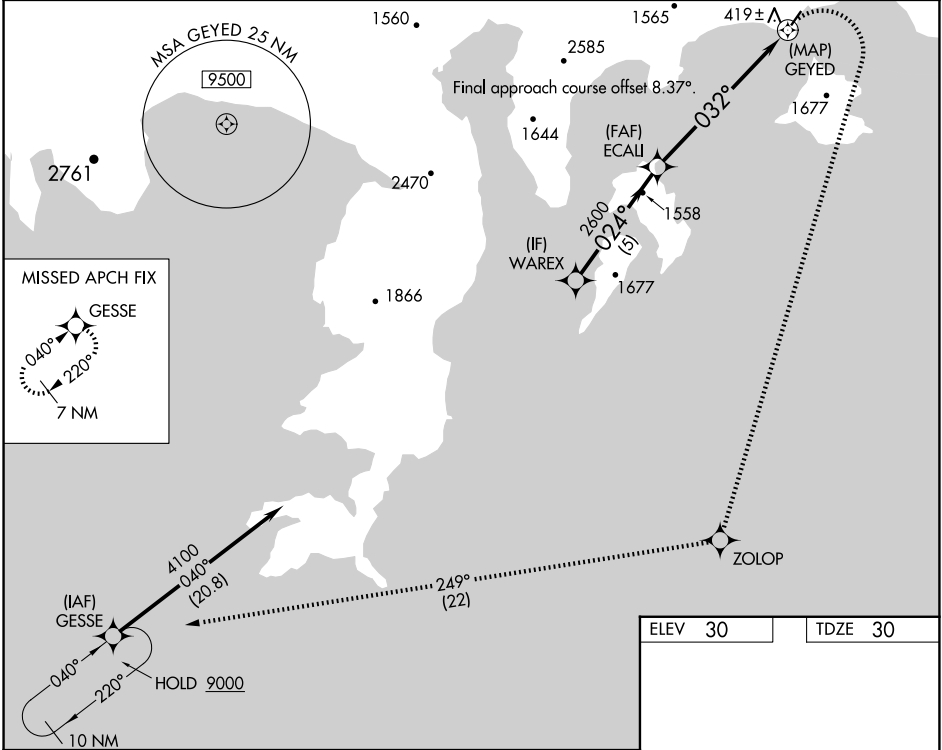 1560
1565
419±
MSA GEYED 25 NM
9500
2585
(MAP)
GEYED
Final approach course offset 8.37°.
032°
1677
1644
(FAF)
ECALI
2761
2470
1558
2600
024°
(5)
(IF)
WAREX
1677
MISSED APCH FIX
GESSE
1866
040°
220°
7 NM
4100
040°
(20.8)
ZOLOP
249°
(22)
(IAF)
GESSE
040°
220°
HOLD 9000
10 NM
ELEV 30
TDZE 30